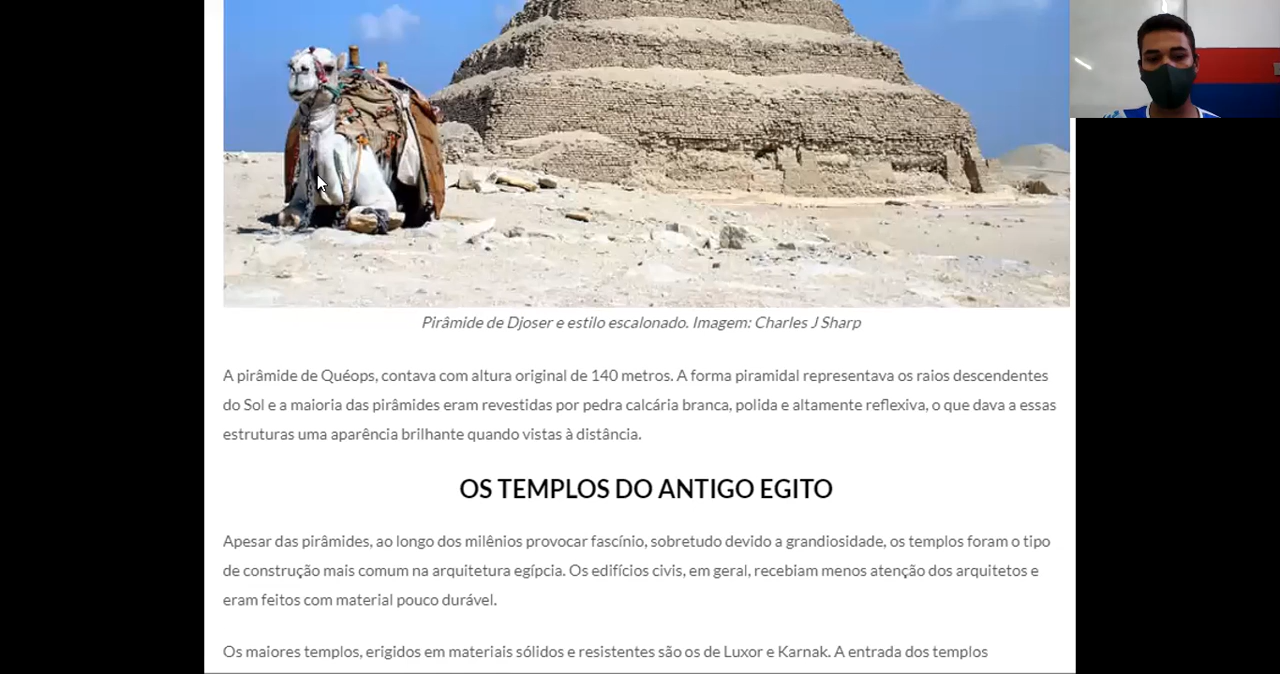 Pirâmide de Djoser e estilo escalonado. Imagem: Charles J Sharp
A pirâmide de Quéops, contava com altura original de 140 metros. A forma piramidal representava os raios descendentes
do Sol e a maioria das pirâmides eram revestidas por pedra calcária branca, polida e altamente reflexiva, o que dava a essas
estruturas uma aparência brilhante quando vistas à distância.
OS TEMPLOS DO ANTIGO EGITO
Apesar das pirâmides, ao longo dos milênios provocar fascínio, sobretudo devido a grandiosidade, os templos foram o tipo
de construção mais comum na arquitetura egípcia. Os edifícios civis, em geral, recebiam menos atenção dos arquitetos e
eram feitos com material pouco durável.
Os maiores templos, erigidos em materiais sólidos e resistentes são os de Luxor e Karnak. A entrada dos templos